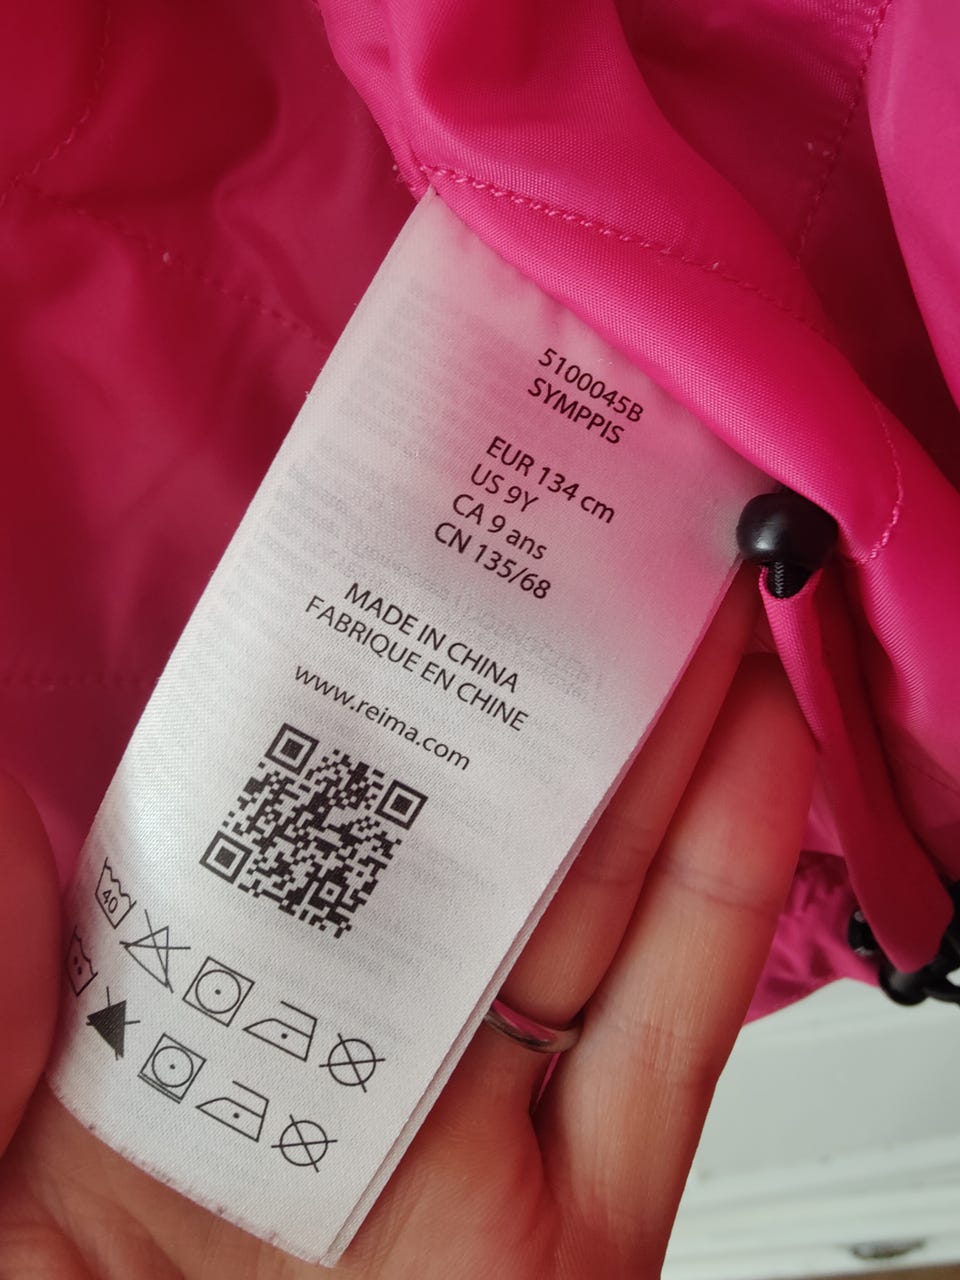 5100045B
SYMPPIS
EUR 134 cm
US 9Y
CA 9 ans
CN 135/68
MADE IN CHINA
FABRIQUE EN CHINE
www.reima.com
40